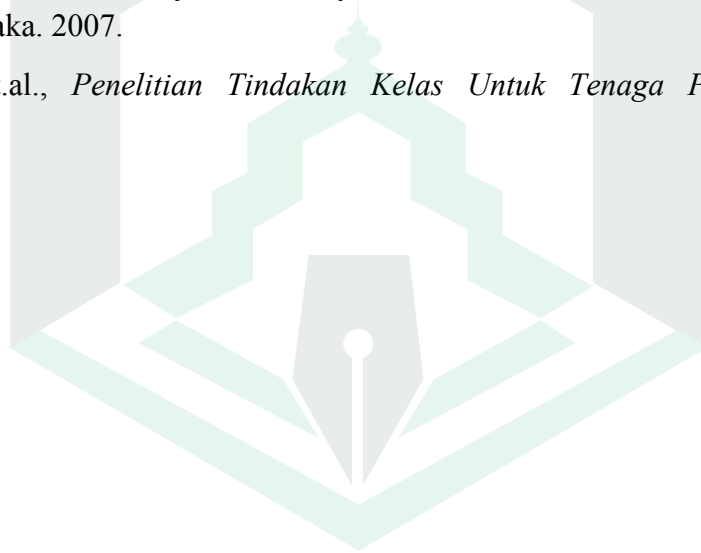 aka. 2007.
.al., Penelitian Tindakan Kelas Untuk Tenaga P